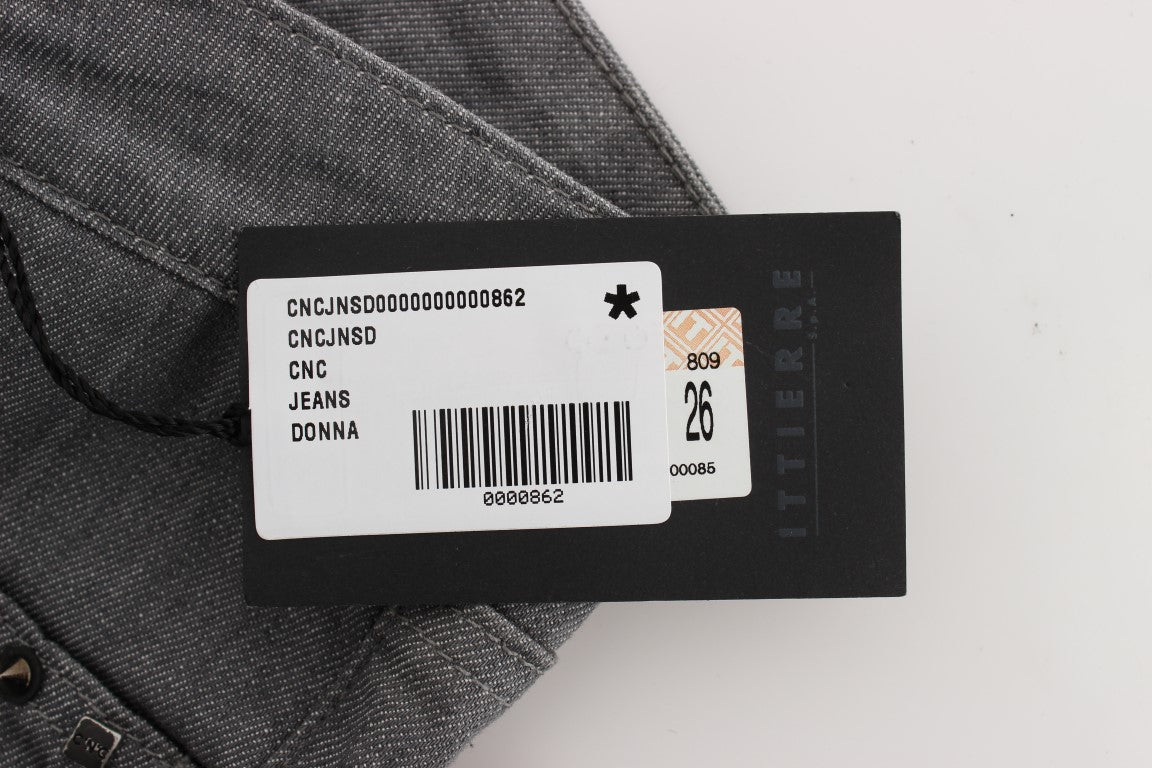 CNCJNSD0000000000862
CNCJNSD
CNC
JEANS
DONNA
0000862
809
26
00085
ITTIERRE
S.p.A.